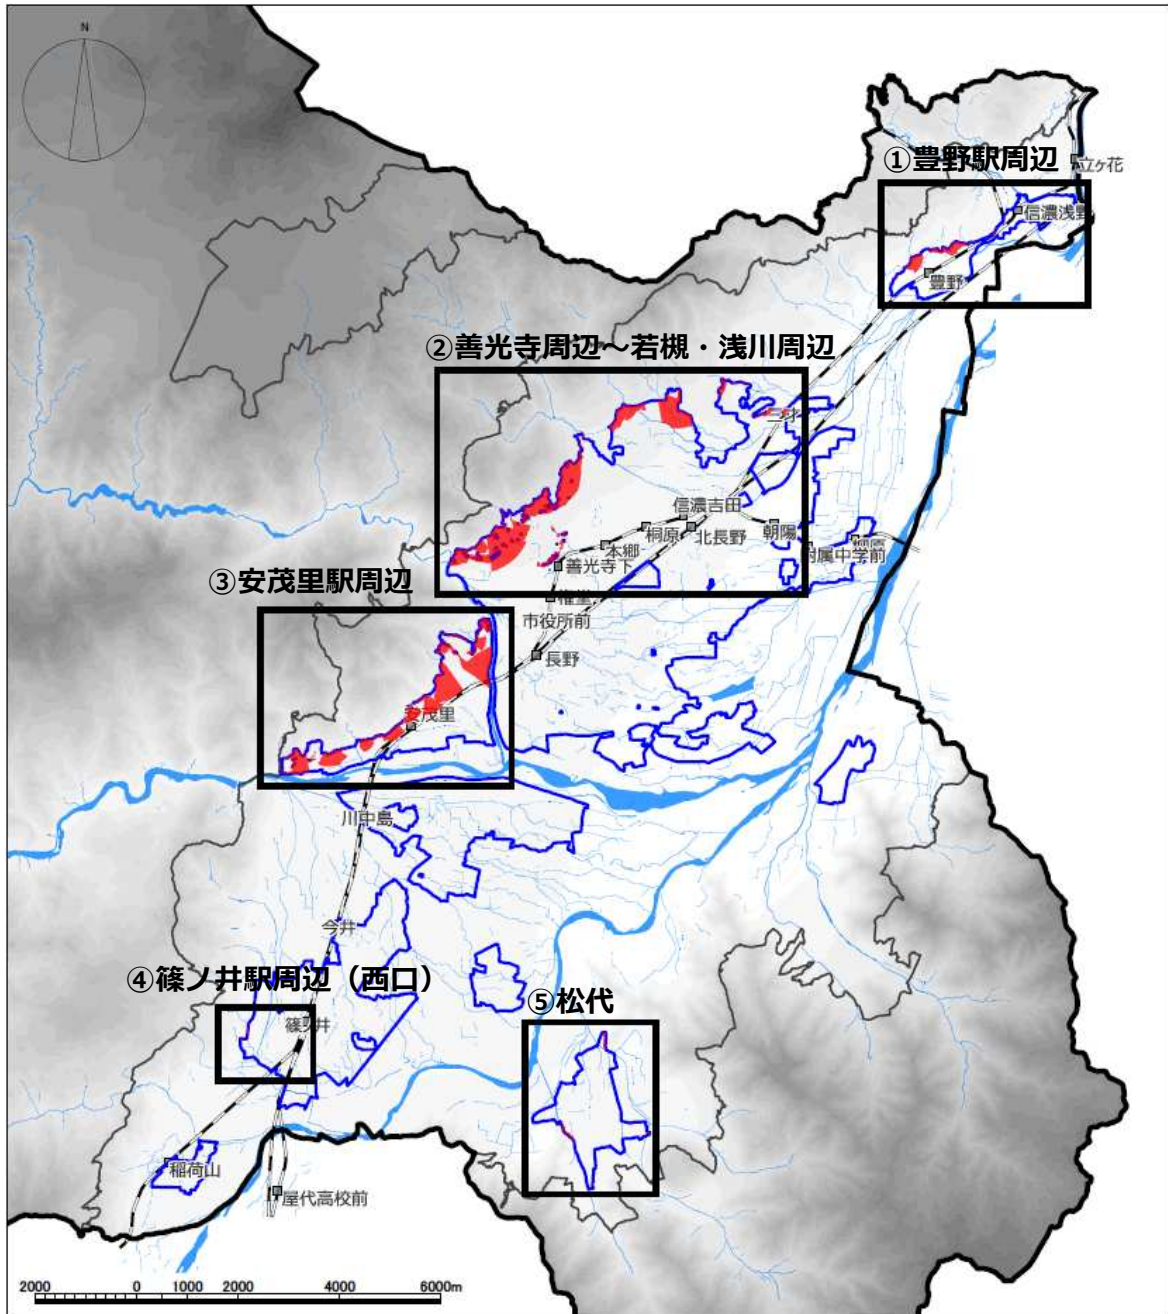 N
①豊野駅周辺
立ヶ花
信濃浅野
豊野
②善光寺周辺～若槻・浅川周辺
三才
信濃吉田
朝陽
桐原
北長野
附属中学前
本郷
善光寺下
③安茂里駅周辺
権堂
市役所前
長野
安茂里
川中島
今井
④篠ノ井駅周辺（西口）
⑤松代
篠ノ井
稲荷山
屋代高校前
2000 0 1000 2000 4000 6000m